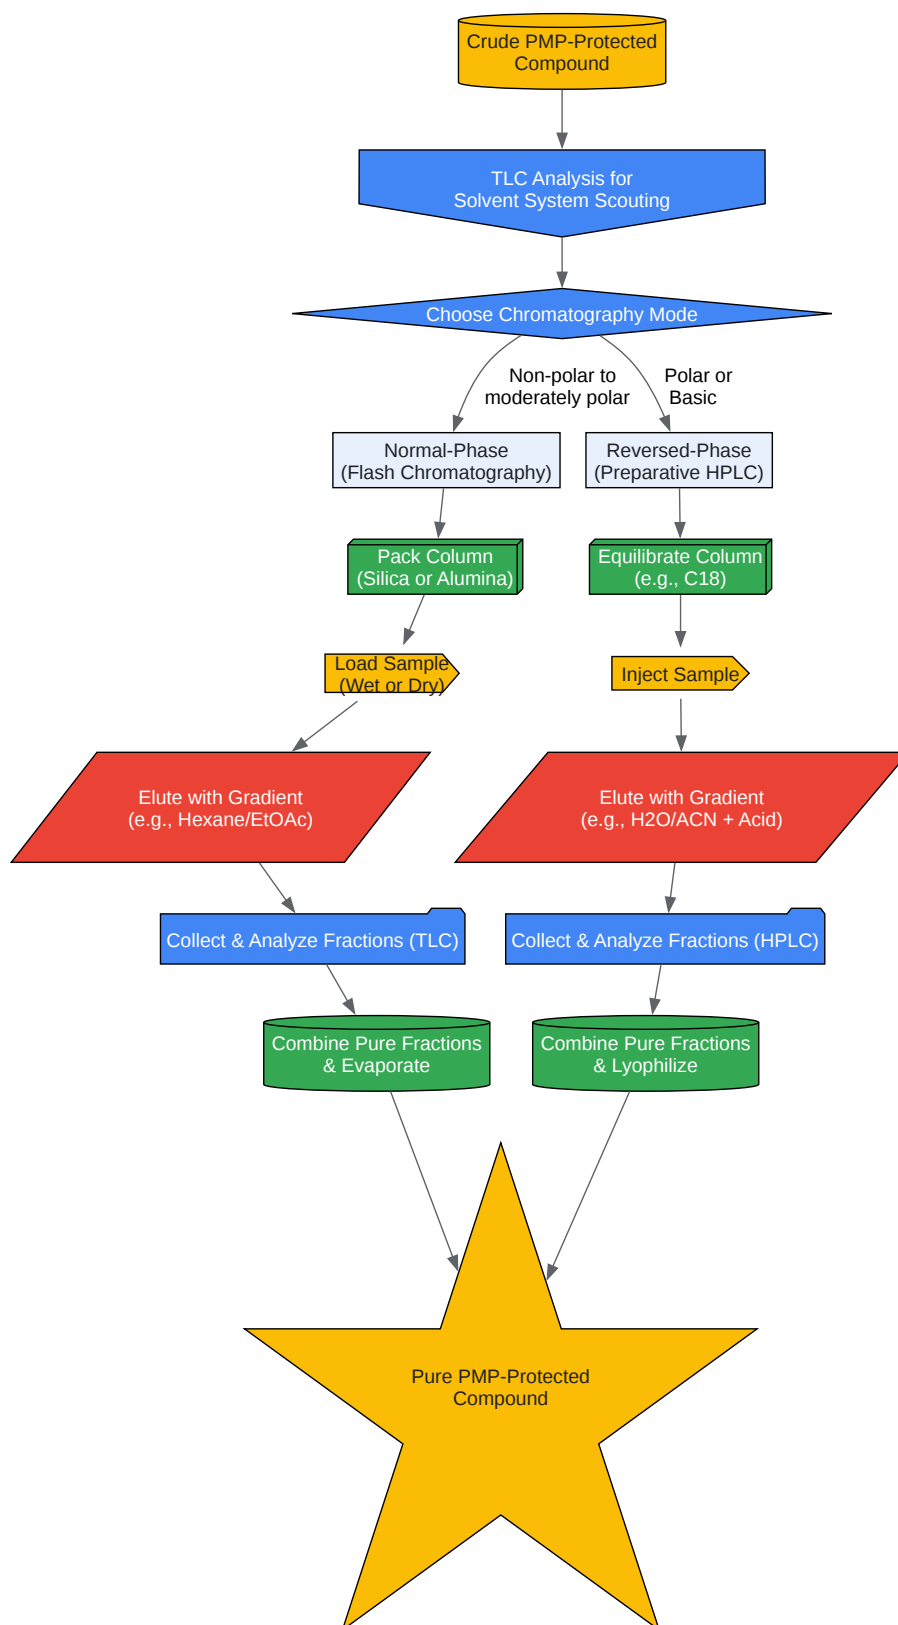 Crude PMP-Protected
Compound
TLC Analysis for
Solvent System Scouting
Choose Chromatography Mode
Non-polar to
moderately polar
Polar or
Basic
Normal-Phase
(Flash Chromatography)
Reversed-Phase
(Preparative HPLC)
Pack Column
(Silica or Alumina)
Equilibrate Column
(e.g., C18)
Load Sample
(Wet or Dry)
Inject Sample
Elute with Gradient
(e.g., Hexane/EtOAc)
Elute with Gradient
(e.g., H2O/ACN + Acid)
Collect & Analyze Fractions (TLC)
Collect & Analyze Fractions (HPLC)
Combine Pure Fractions
& Evaporate
Combine Pure Fractions
& Lyophilize
Pure PMP-Protected
Compound